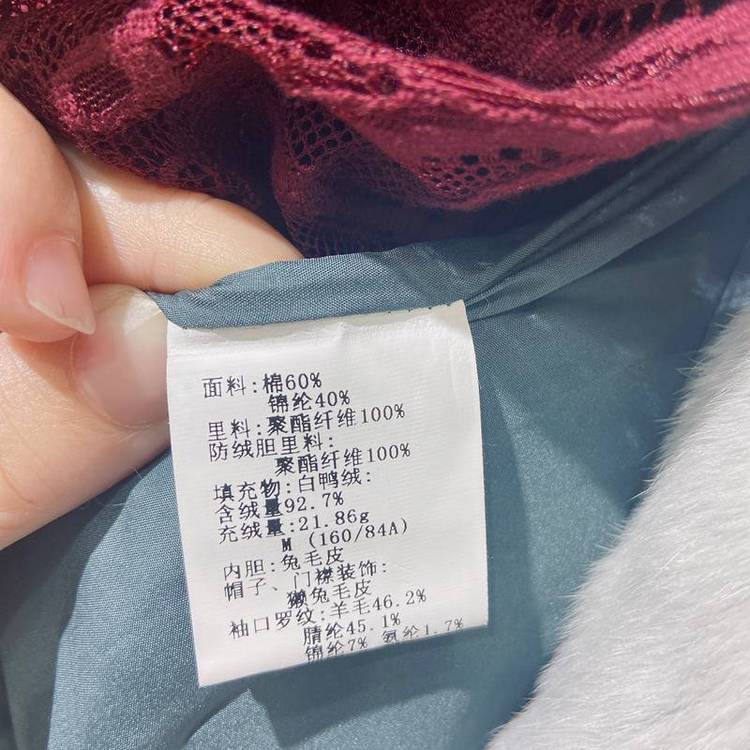 面料:棉60%
锦纶40%
里料:聚酯纤维100%
防绒胆里料:
聚酯纤维100%
填充物:白鸭绒:
含绒量92.7%
充绒量:21.86g
M (160/84A)
内胆:兔毛皮
帽子、门襟装饰:
獭兔毛皮
袖口罗纹:羊毛46.2%
腈纶45.1%
锦纶7% 氨纶1.7%